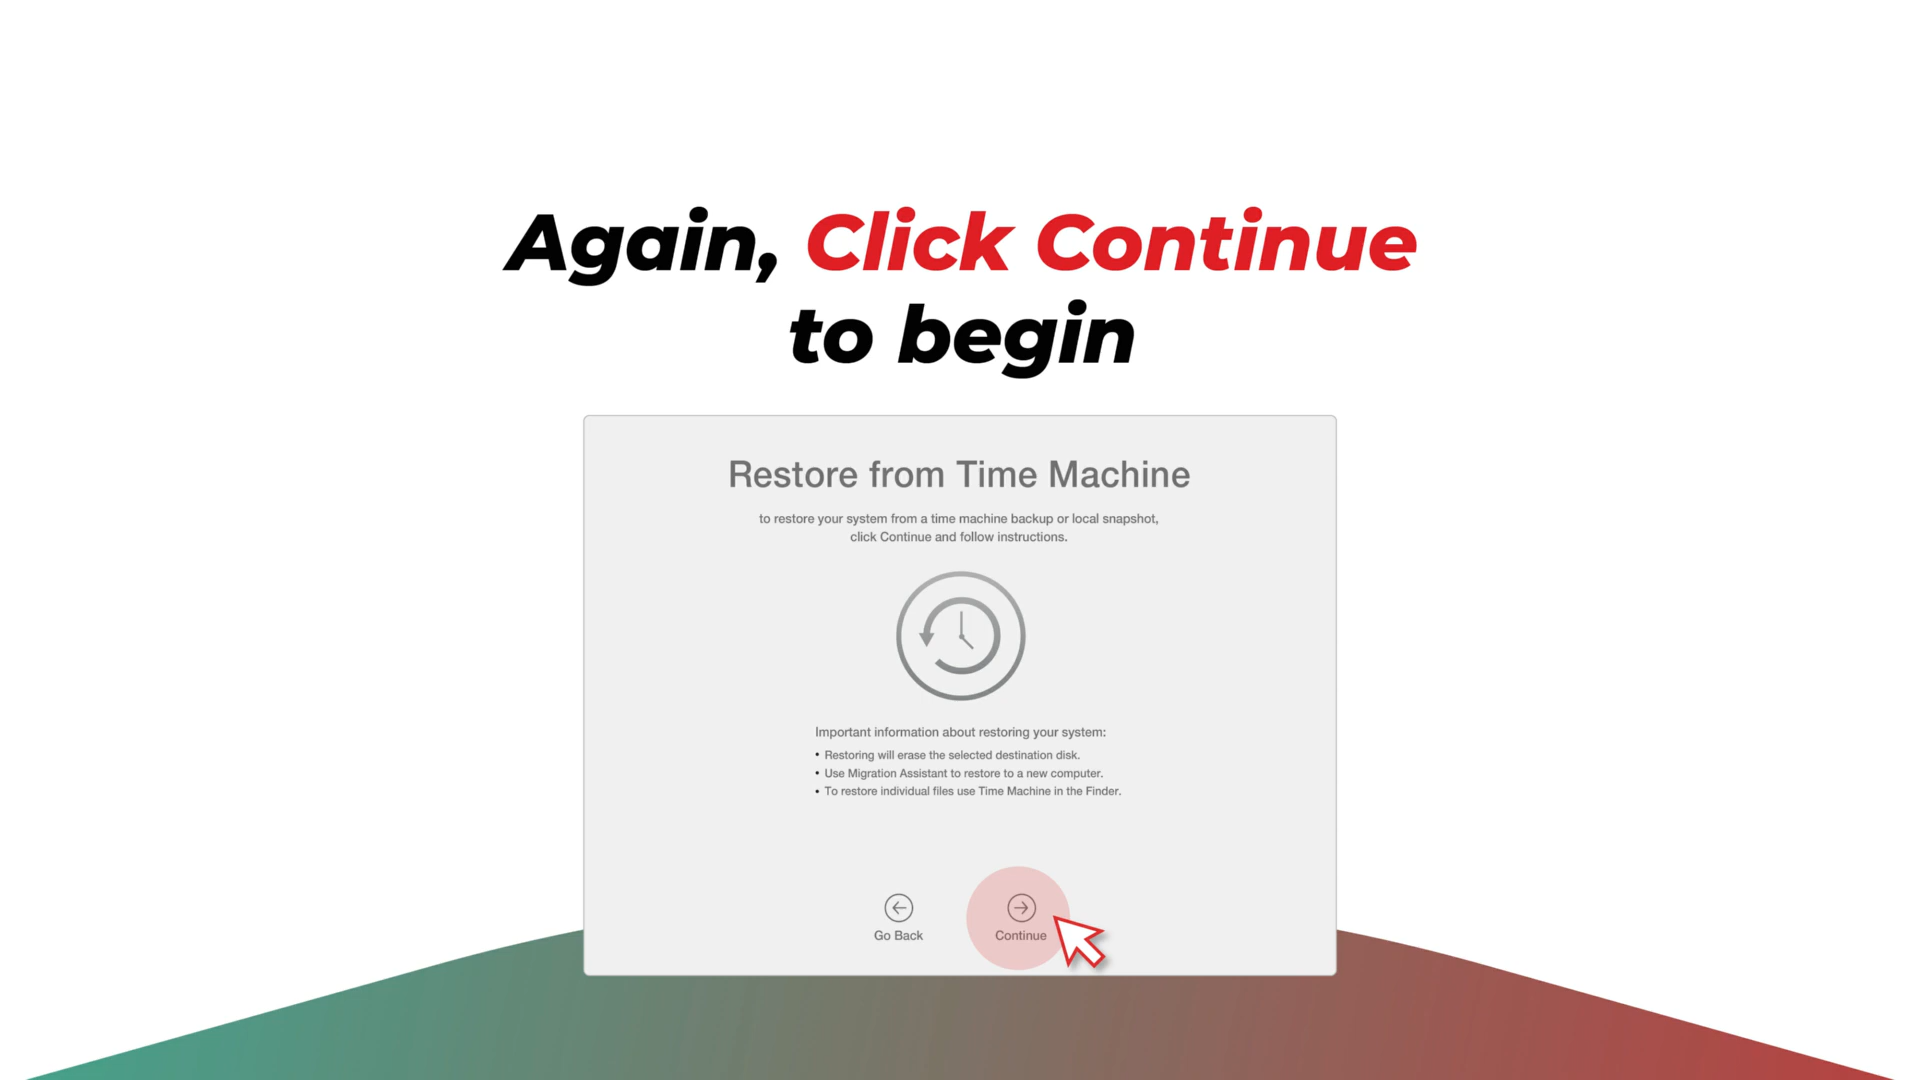 Again, Click Continue
to begin
Restore from Time Machine
to restore your system from a time machine backup or local snapshot,
click Continue and follow instructions.
Important information about restoring your system:
• Restoring will erase the selected destination disk.
• Use Migration Assistant to restore to a new computer.
• To restore individual files use Time Machine in the Finder.
Go Back
Continue